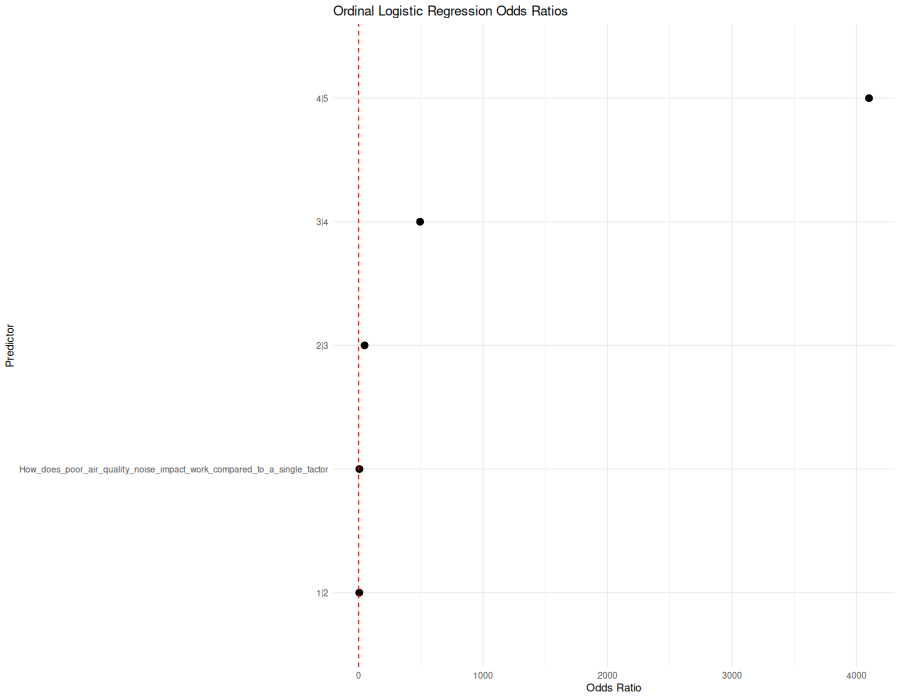 Ordinal Logistic Regression Odds Ratios
Predictor
4|5
3|4
2|3
How_does_poor_air_quality_noise_impact_work_compared_to_a_single_factor
1|2
0 1000 2000 3000 4000
Odds Ratio